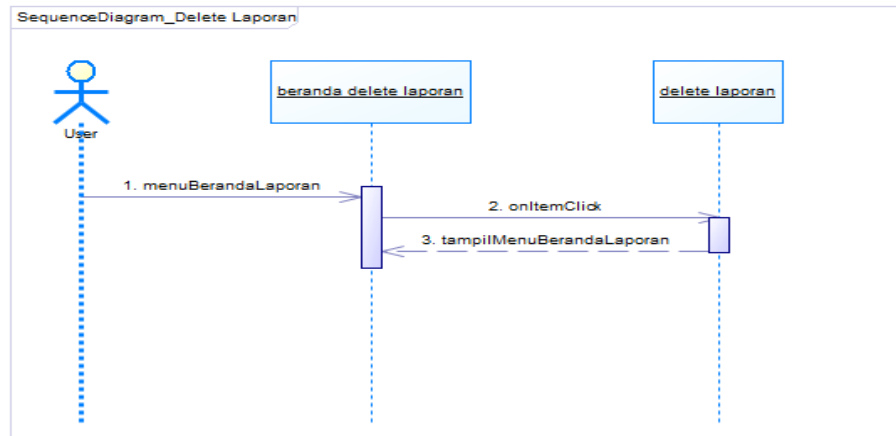 SequenceDiagram_Delete Laporan
User
beranda delete laporan
delete laporan
1. menuBerandaLaporan
2. onItemClick
3. tampilMenuBerandaLaporan